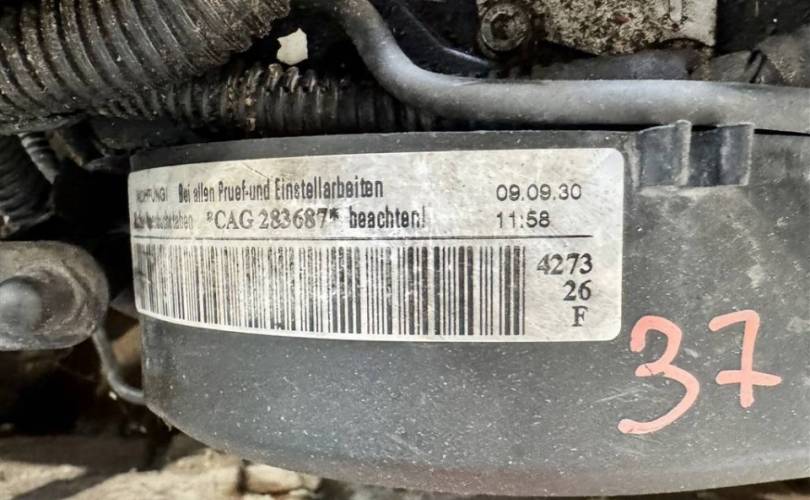 Bei allen Pruef-und Einstellarbeiten 09.09.30
*CAG 283687* beachten! 11:58
4273
26
F
37